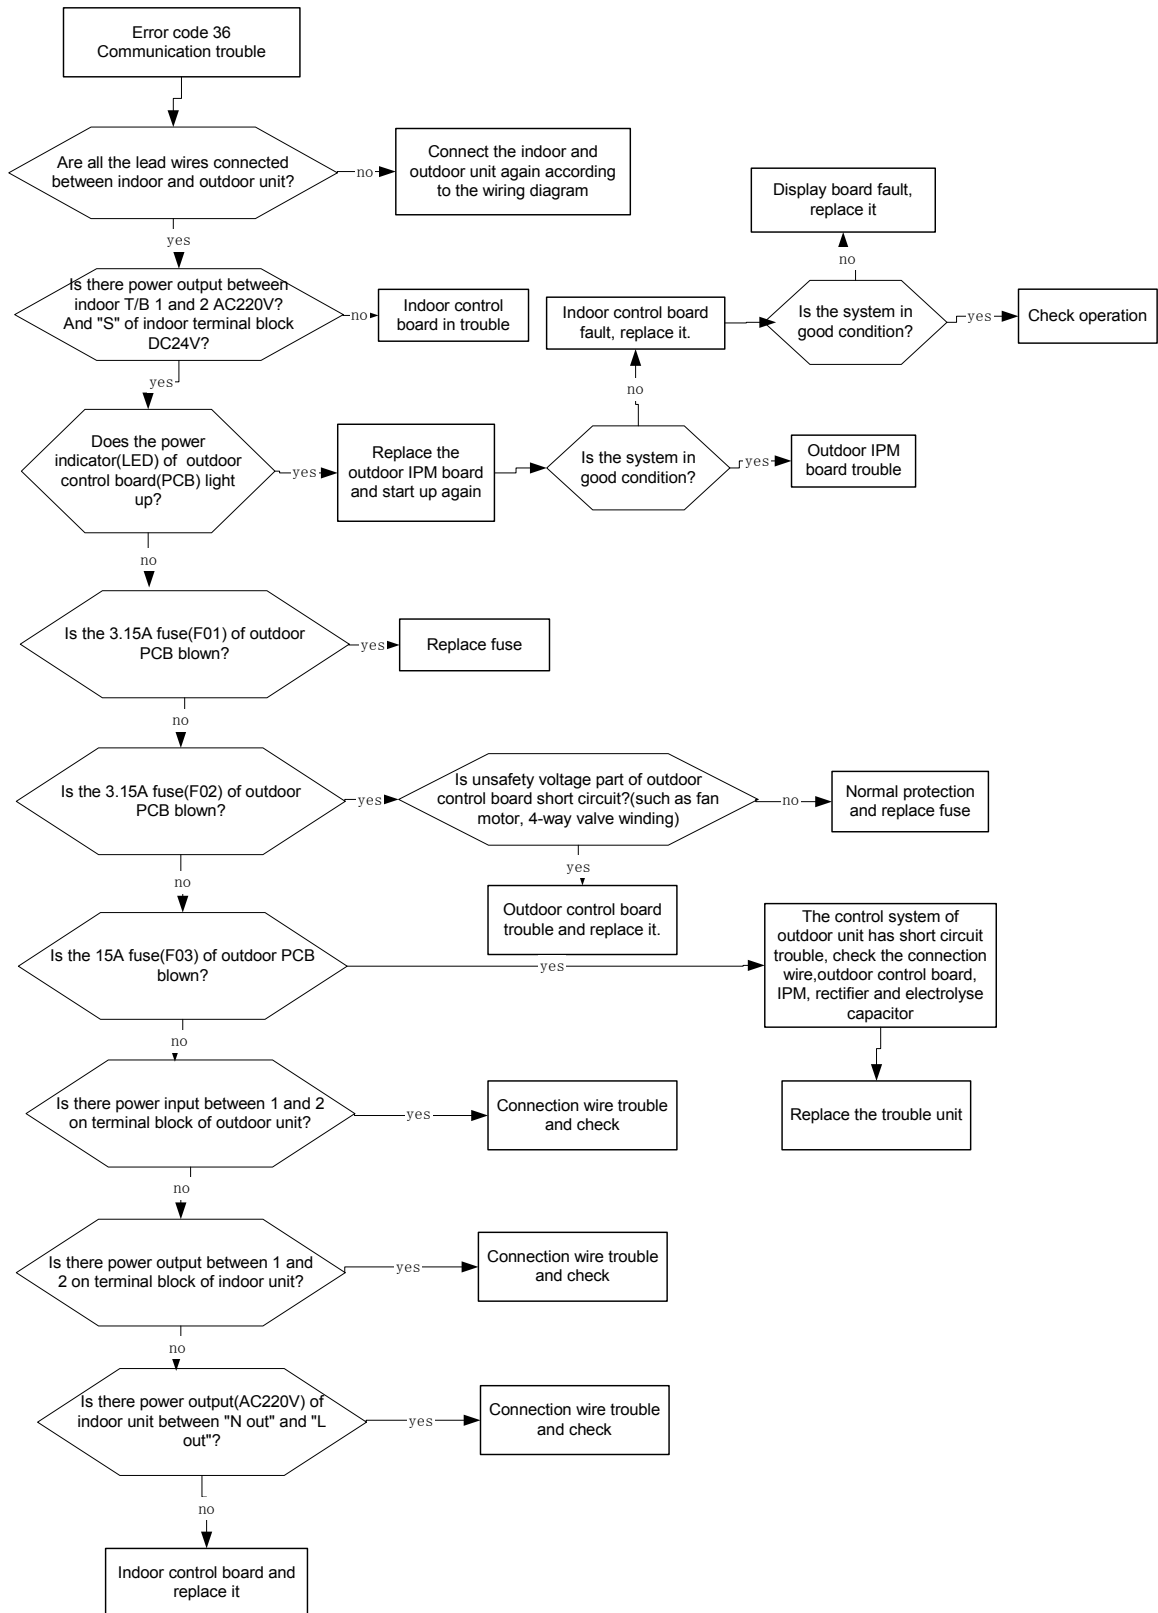 Error code 36
Communication trouble
Are all the lead wires connected
between indoor and outdoor unit?
no
Connect the indoor and
outdoor unit again according
to the wiring diagram
yes
Display board fault,
replace it
no
Is there power output between
indoor T/B 1 and 2 AC220V?
And "S" of indoor terminal block
DC24V?
no
Indoor control
board in trouble
Indoor control board
fault, replace it.
Is the system in
good condition?
yes
Check operation
yes
no
Does the power
indicator(LED) of outdoor
control board(PCB) light
up?
yes
Replace the
outdoor IPM board
and start up again
Is the system in
good condition?
yes
Outdoor IPM
board trouble
no
Is the 3.15A fuse(F01) of outdoor
PCB blown?
yes
Replace fuse
no
Is the 3.15A fuse(F02) of outdoor
PCB blown?
yes
Is unsafety voltage part of outdoor
control board short circuit?(such as fan
motor, 4-way valve winding)
no
Normal protection
and replace fuse
yes
no
Outdoor control board
trouble and replace it.
Is the 15A fuse(F03) of outdoor PCB
blown?
yes
The control system of
outdoor unit has short circuit
trouble, check the connection
wire,outdoor control board,
IPM, rectifier and electrolyse
capacitor
no
Is there power input between 1 and 2
on terminal block of outdoor unit?
yes
Connection wire trouble
and check
Replace the trouble unit
no
Is there power output between 1 and
2 on terminal block of indoor unit?
yes
Connection wire trouble
and check
no
Is there power output(AC220V) of
indoor unit between "N out" and "L
out"?
yes
Connection wire trouble
and check
no
Indoor control board and
replace it